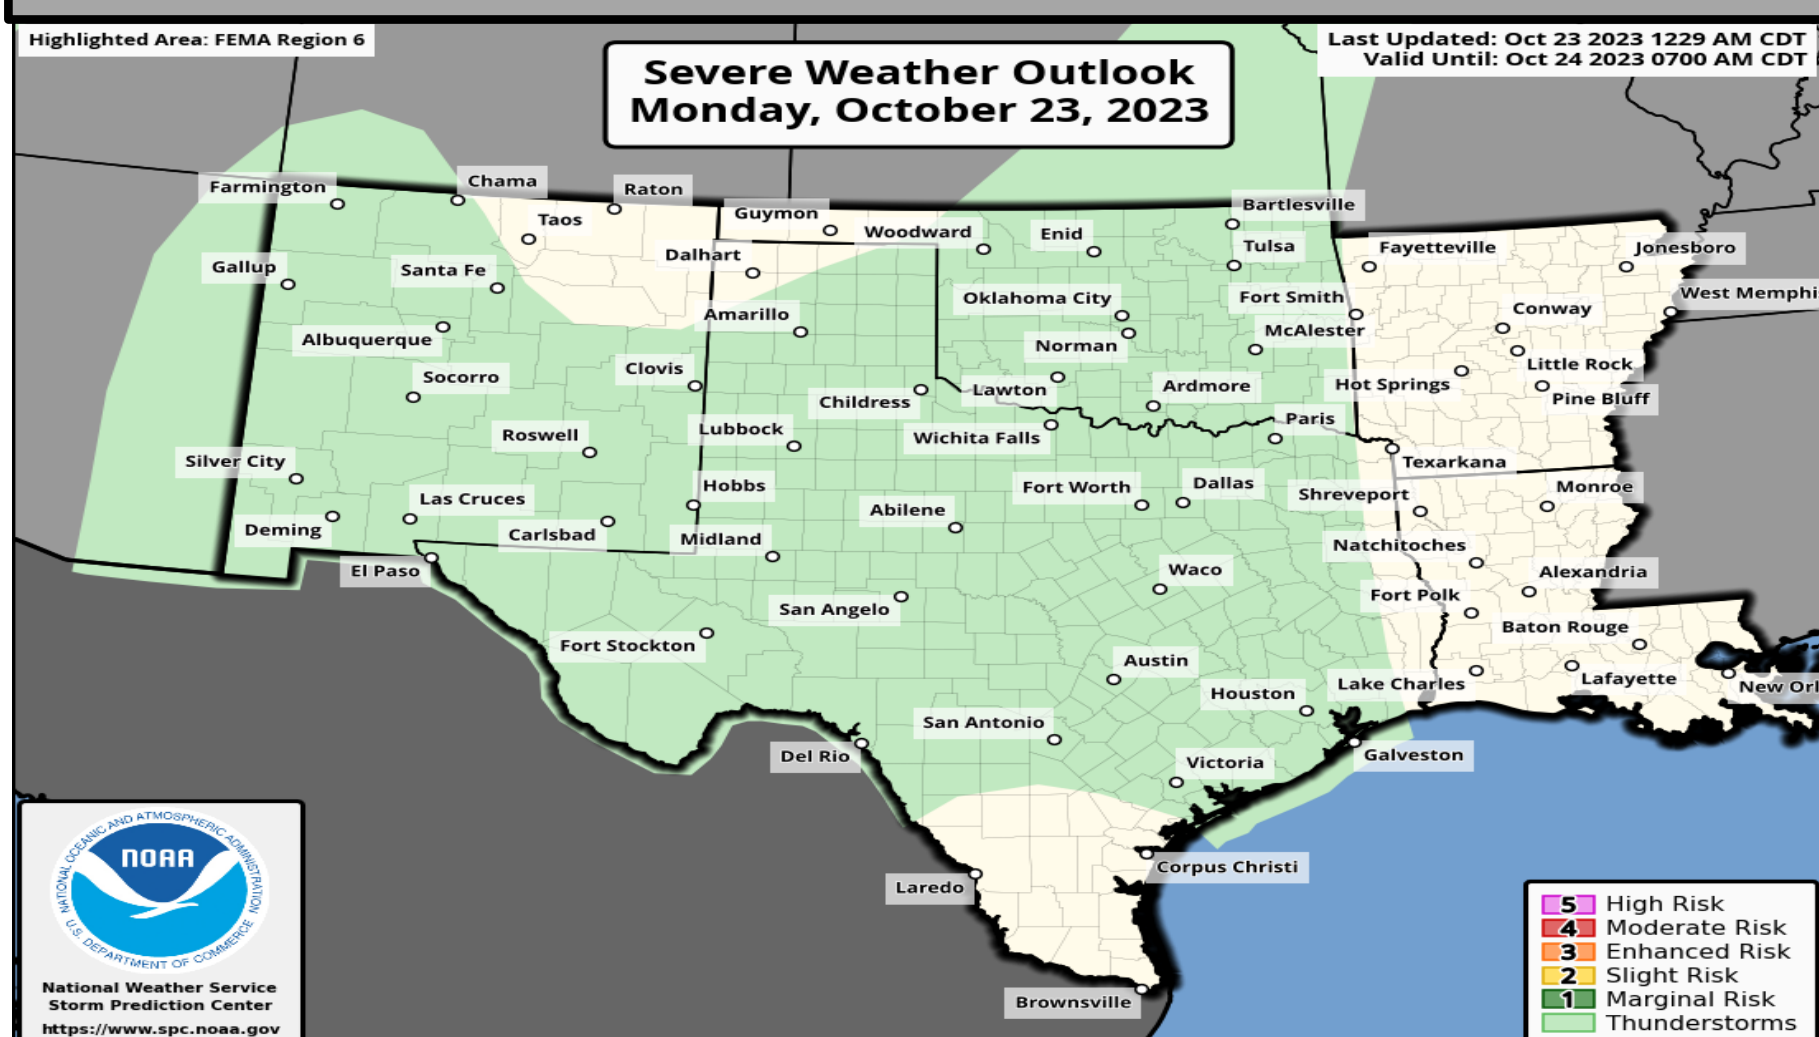 Highlighted Area: FEMA Region 6
Severe Weather Outlook
Monday, October 23, 2023
Last Updated: Oct 23 2023 1229 AM CDT
Valid Until: Oct 24 2023 0700 AM CDT
Farmington
Chama
Raton
Taos
Guymon
Woodward
Enid
Bartlesville
Tulsa
Fayetteville
Jonesboro
Gallup
Santa Fe
Dalhart
Oklahoma City
Fort Smith
Conway
West Memphi
Albuquerque
Amarillo
Norman
McAlester
Little Rock
Socorro
Clovis
Childress
Lawton
Ardmore
Hot Springs
Pine Bluff
Roswell
Lubbock
Wichita Falls
Paris
Texarkana
Silver City
Las Cruces
Hobbs
Fort Worth
Dallas
Shreveport
Monroe
Deming
Carlsbad
Midland
Abilene
Natchitoches
El Paso
San Angelo
Waco
Fort Polk
Alexandria
Fort Stockton
Austin
Baton Rouge
Houston
Lake Charles
Lafayette
New Orl
San Antonio
Del Rio
Victoria
Galveston
Laredo
Corpus Christi
Brownsville
NATIONAL OCEANIC AND ATMOSPHERIC ADMINISTRATION
NOAA
U.S. DEPARTMENT OF COMMERCE
National Weather Service
Storm Prediction Center
https://www.spc.noaa.gov
5 High Risk
4 Moderate Risk
3 Enhanced Risk
2 Slight Risk
1 Marginal Risk
Thunderstorms